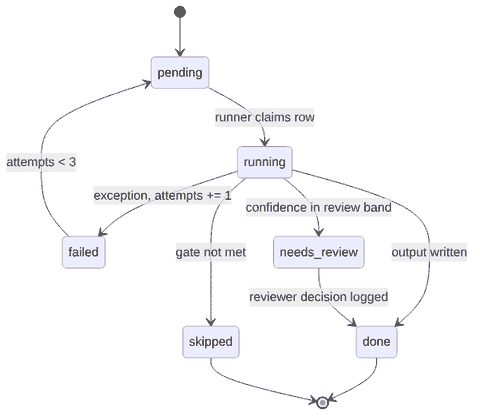 pending
runner claims row
attempts < 3
running
exception, attempts += 1
confidence in review band
failed
gate not met
needs_review
output written
reviewer decision logged
skipped
done